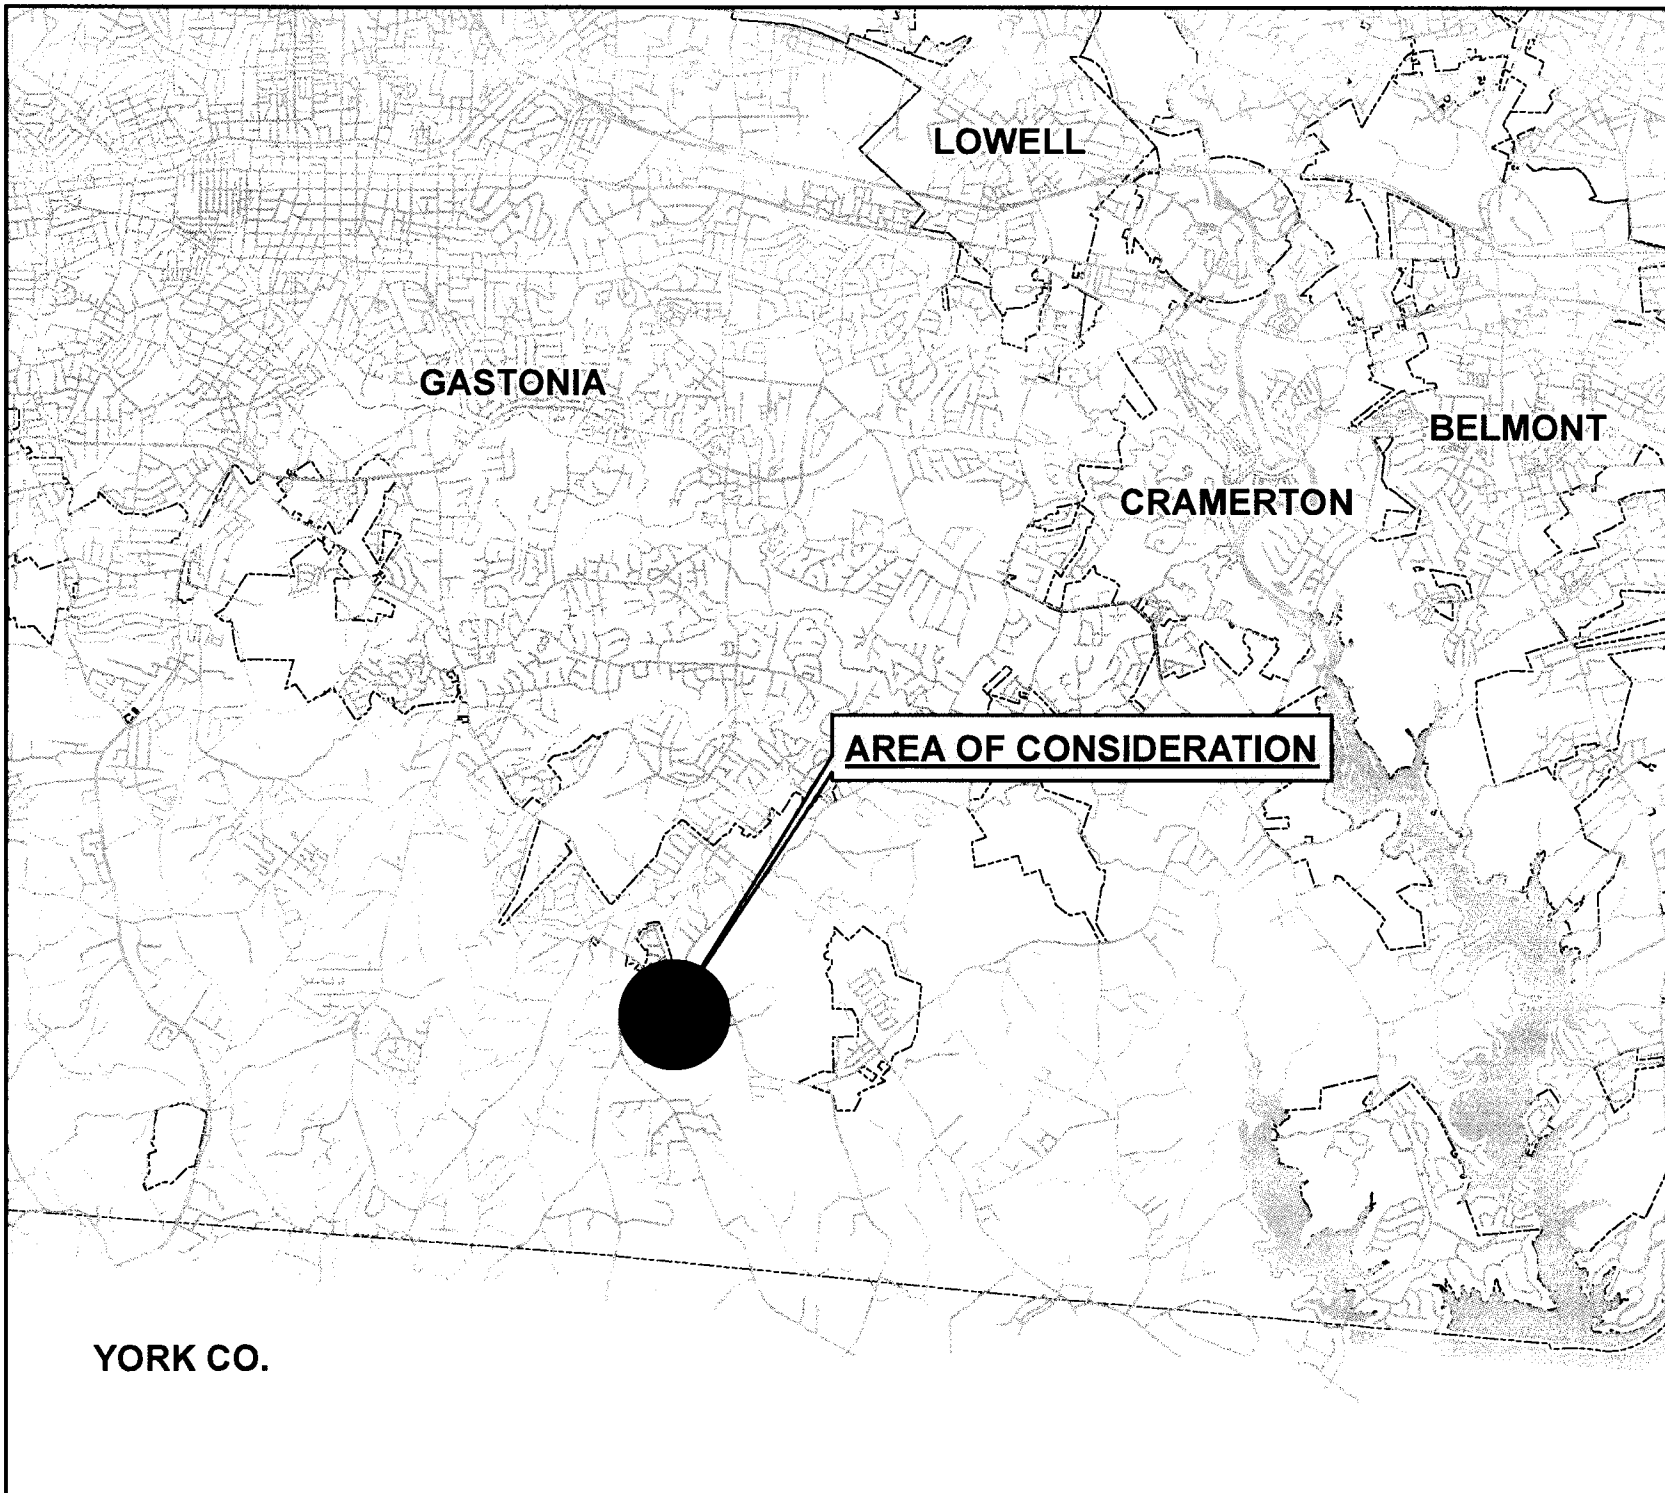 LOWELL
GASTONIA
BELMONT
CRAMERTON
AREA OF CONSIDERATION
YORK CO.